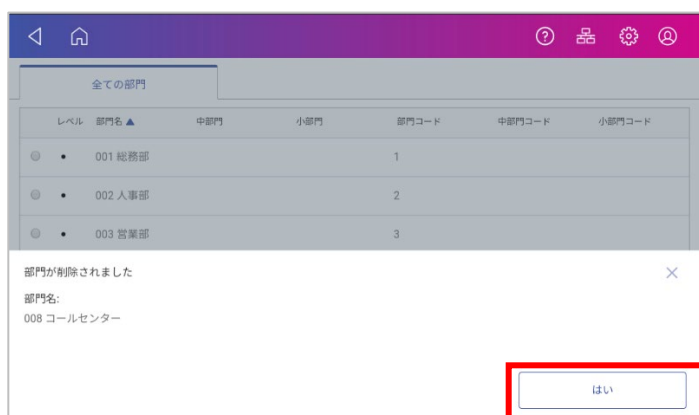 全ての部門
レベル 部門名▲ 中部門 小部門 部門コード 中部門コード 小部門コード
001 総務部 1
002 人事部 2
003 営業部 3
部門が削除されました
部門名:
008 コールセンター
はい